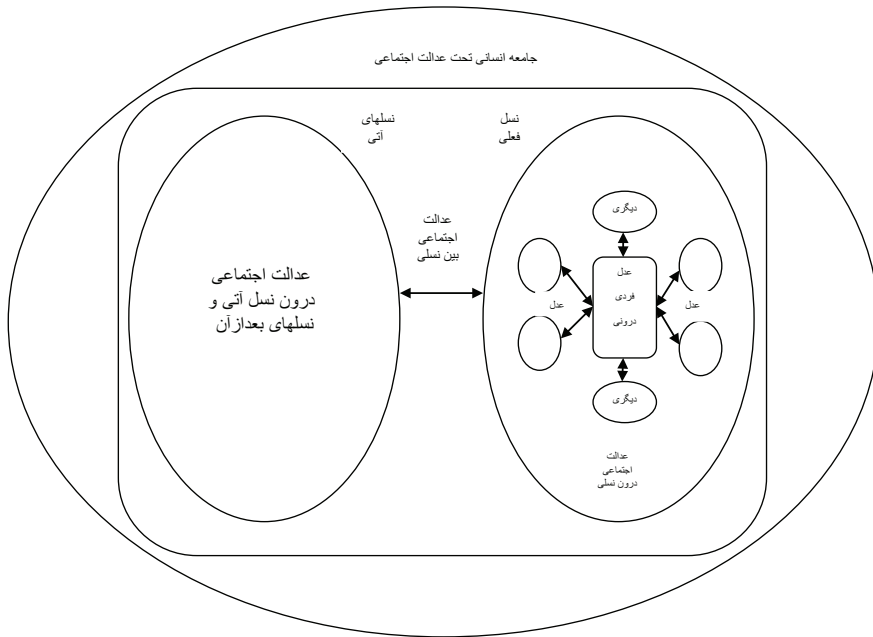 جامعه انسانی تحت عدالت اجتماعی
نسل
فعلی
نسلهای
آتی
دیگری
عدل
فردی
درونی
عدل
عدل
دیگری
عدالت
اجتماعی
درون نسلی
عدالت
اجتماعی
بین نسلی
عدالت اجتماعی
درون نسل آتی و
نسلهای بعدازآن